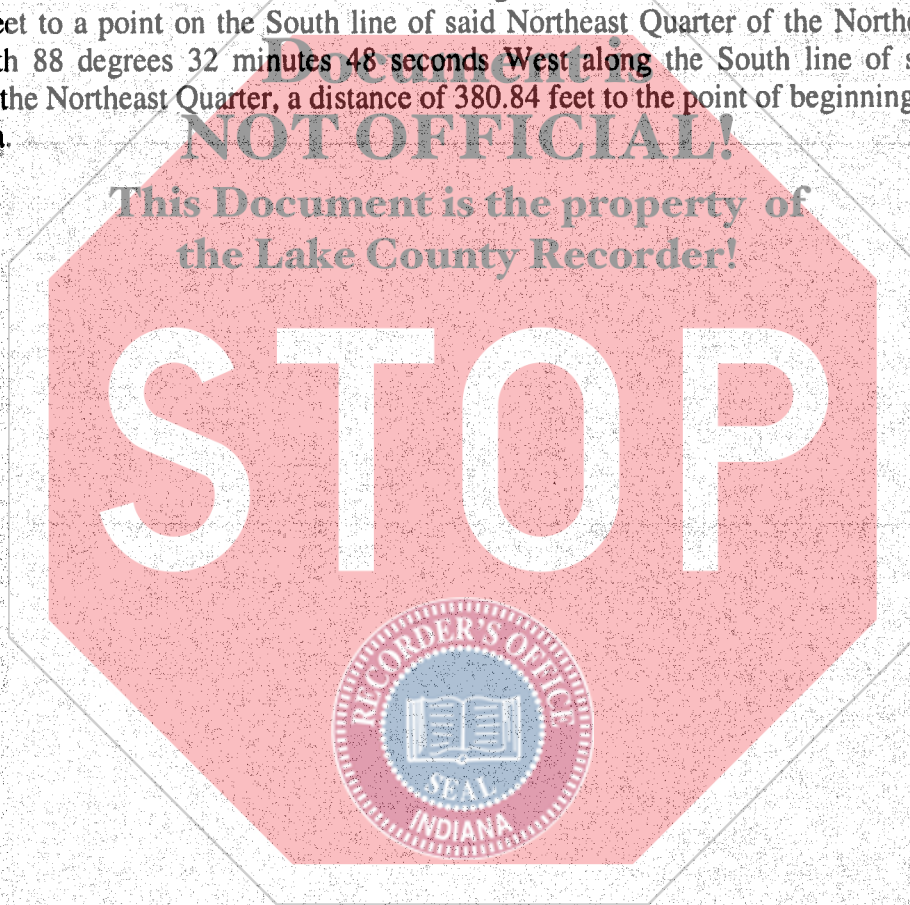 et to a point on the South line of said Northeast Quarter of the Northe
th 88 degrees 32 minutes 48 seconds West along the South line of s
the Northeast Quarter, a distance of 380.84 feet to the point of beginning
Document is
NOT OFFICIAL!
This Document is the property of
the Lake County Recorder!
STOP
RECORDER'S OFFICE
SEAL
INDIANA